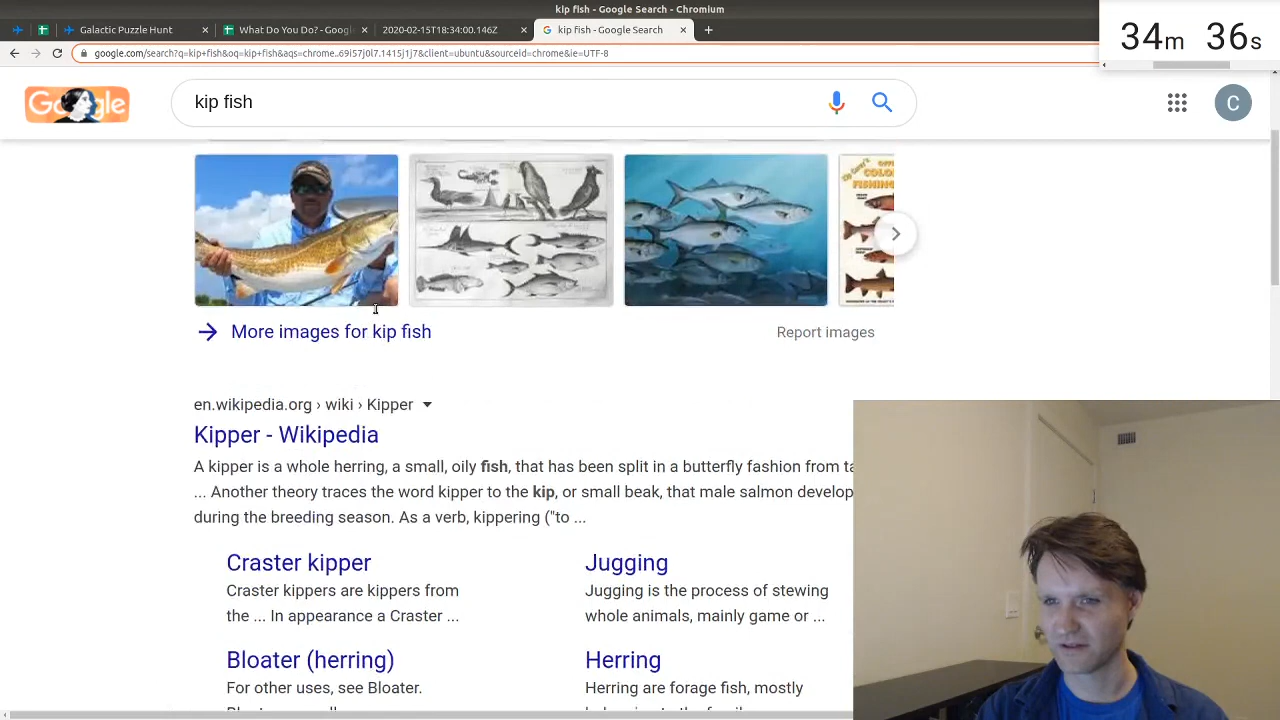 kip fish - Google Search - Chromium
Galactic Puzzle Hunt
What Do You Do? - Googl
2020-02-15T18:34:00.146Z
kip fish - Google Search
google.com/search?q=kip+fish&oq=kip+fish&aqs=chrome..69i57j0l7.1415j1j7&client=ubuntu&sourceid=chrome&ie=UTF-8
34m 36s
Google
kip fish
C
More images for kip fish
Report images
en.wikipedia.org › wiki › Kipper
Kipper - Wikipedia
A kipper is a whole herring, a small, oily fish, that has been split in a butterfly fashion from ta
... Another theory traces the word kipper to the kip, or small beak, that male salmon develop
during the breeding season. As a verb, kippering ("to ...
Craster kipper
Craster kippers are kippers from
the ... In appearance a Craster ...
Jugging
Jugging is the process of stewing
whole animals, mainly game or ...
Bloater (herring)
For other uses, see Bloater.
Herring
Herring are forage fish, mostly